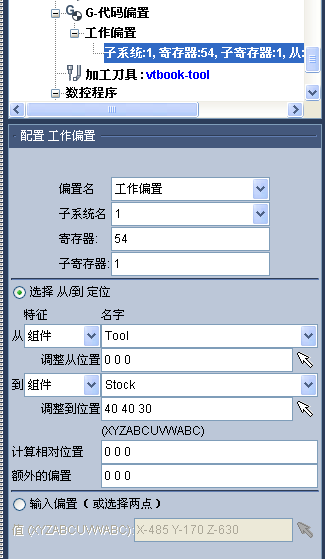 G-代码偏置
工作偏置
子系统:1, 寄存器:54, 子寄存器:1, 从:
加工刀具 : vtbook-tool
数控程序
配置 工作偏置
偏置名 工作偏置
子系统名 1
寄存器: 54
子寄存器: 1
选择 从/到 定位
特征 名字
从 组件 Tool
调整从位置 0 0 0
到 组件 Stock
调整到位置 40 40 30
(XYZABCUVWABC)
计算相对位置 0 0 0
额外的偏置 0 0 0
输入偏置（或选择两点）
值 (XYZABCUVWABC): X-485 Y-170 Z-630